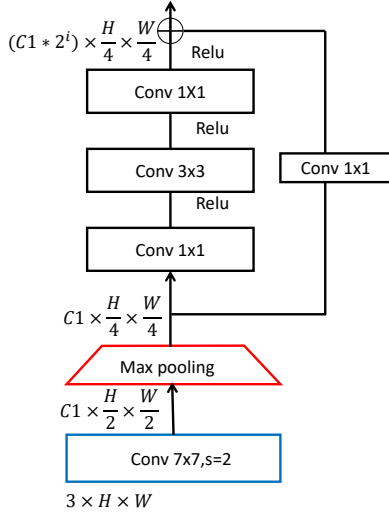 (C1 * 2^i) × H/4 × W/4
Relu
Conv 1X1
Relu
Conv 3x3
Conv 1x1
Relu
Conv 1x1
C1 × H/4 × W/4
Max pooling
C1 × H/2 × W/2
Conv 7x7,s=2
3 × H × W